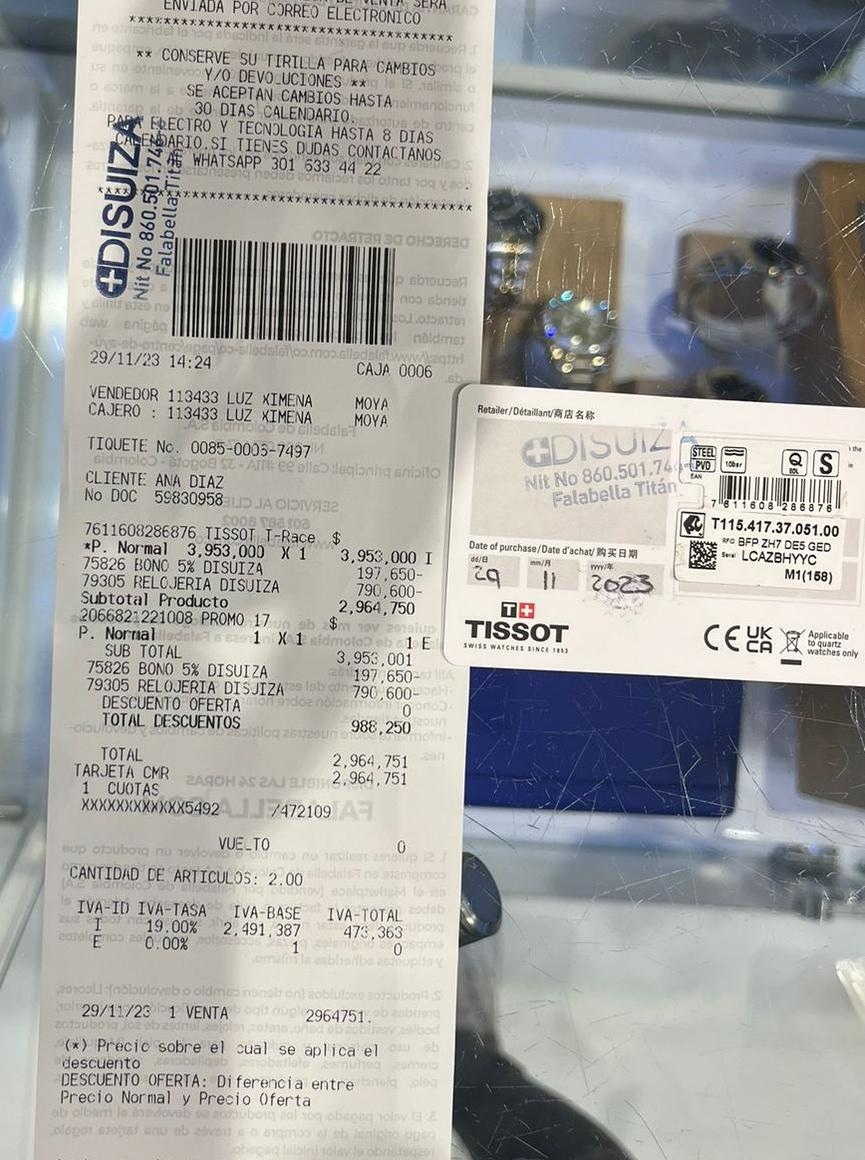 ENVIADA POR CORREO ELECTRONICO
** CONSERVE SU TIRILLA PARA CAMBIOS
Y/O DEVOLUCIONES **
SE ACEPTAN CAMBIOS HASTA
30 DIAS CALENDARIO.
PARA ELECTRO Y TECNOLOGIA HASTA 8 DIAS
CALENDARIO.SI TIENES DUDAS CONTACTANOS
WHATSAPP 301 633 44 22
DISUIZA
Nit No 860.501.74
Falabella Titán
29/11/23 14:24 CAJA 0006
VENDEDOR 113433 LUZ XIMENA MOYA
CAJERO : 113433 LUZ XIMENA MOYA
TIQUETE No. 0085-0006-7497
CLIENTE ANA DIAZ
No DOC 59830958
7611608286876 TISSOT T-Race $
*P. Normal 3,953,000 X 1 3,953,000 I
75826 BONO 5% DISUIZA 197,650-
79305 RELOJERIA DISUIZA 790,600-
Subtotal Producto 2,964,750
2066821221008 PROMO 17 $
P. Normal 1 X 1 1 E
SUB TOTAL 3,953,001
75826 BONO 5% DISUIZA 197,650-
79305 RELOJERIA DISUIZA 790,600-
DESCUENTO OFERTA 0
TOTAL DESCUENTOS 988,250
TOTAL 2,964,751
TARJETA CMR 2,964,751
1 CUOTAS
XXXXXXXXXXXX5492 /472109
VUELTO 0
CANTIDAD DE ARTICULOS: 2.00
IVA-ID IVA-TASA IVA-BASE IVA-TOTAL
I 19.00% 2,491,387 473,363
E 0.00% 1 0
29/11/23 1 VENTA 2964751.
(*) Precio sobre el cual se aplica el
descuento
DESCUENTO OFERTA: Diferencia entre
Precio Normal y Precio Oferta
Retailer/Détaillant/商店名称
DISUIZA
Nit No 860.501.74
Falabella Titán
Date of purchase/Date d'achat/购买日期
dd/日 mm/月 yyyy/年
29 11 2023
T+
TISSOT
SWISS WATCHES SINCE 1853
STEEL
PVD
10bar
Q
EOL
S
EAN
7 611608 286876
T115.417.37.051.00
RFO BFP ZH7 DE5 GED
Serial LCAZBHYYC
M1(158)
CE UK
CA
Applicable
to quartz
watches only